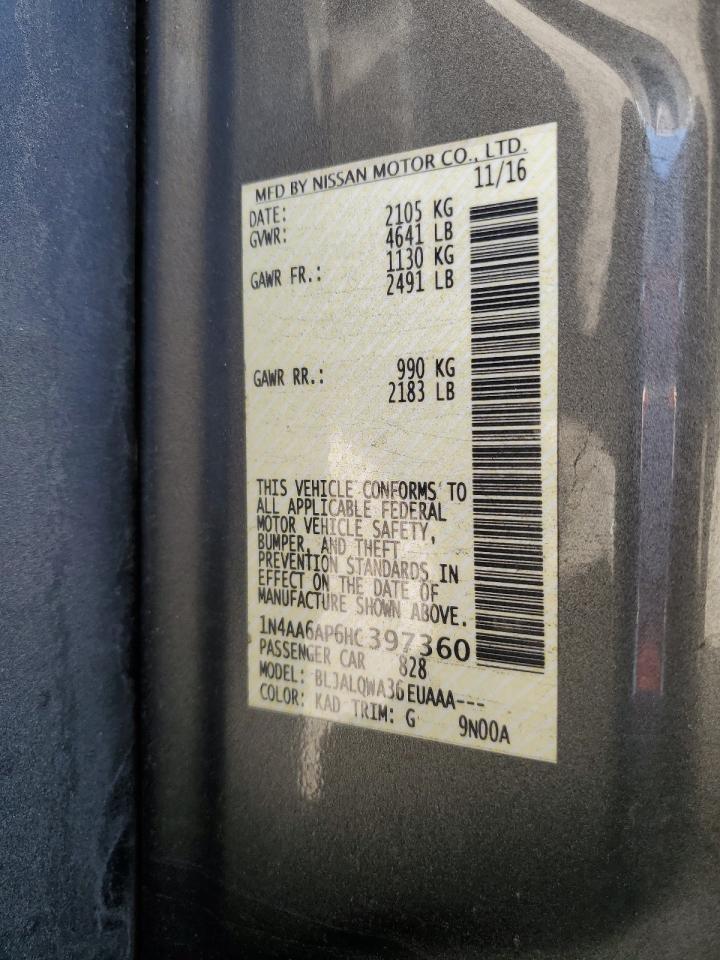 MFD BY NISSAN MOTOR CO., LTD.
DATE: 11/16
GVWR: 2105 KG
4641 LB
GAWR FR.: 1130 KG
2491 LB
GAWR RR.: 990 KG
2183 LB
THIS VEHICLE CONFORMS TO
ALL APPLICABLE FEDERAL
MOTOR VEHICLE SAFETY,
BUMPER, AND THEFT
PREVENTION STANDARDS IN
EFFECT ON THE DATE OF
MANUFACTURE SHOWN ABOVE.
1N4AA6AP6HC397360
PASSENGER CAR 828
MODEL: BLJALQWA36EUAAA---
COLOR: KAD TRIM: G 9N00A